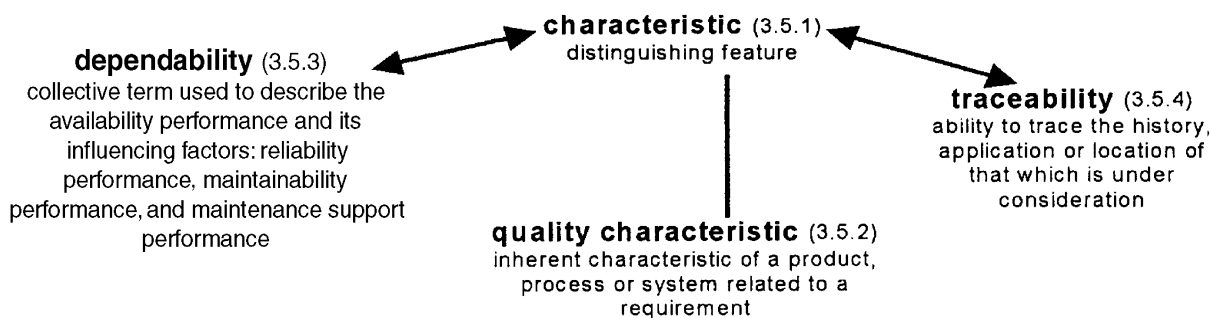 characteristic (3.5.1)
distinguishing feature
dependability (3.5.3)
collective term used to describe the
availability performance and its
influencing factors: reliability
performance, maintainability
performance, and maintenance support
performance
traceability (3.5.4)
ability to trace the history,
application or location of
that which is under
consideration
quality characteristic (3.5.2)
inherent characteristic of a product,
process or system related to a
requirement